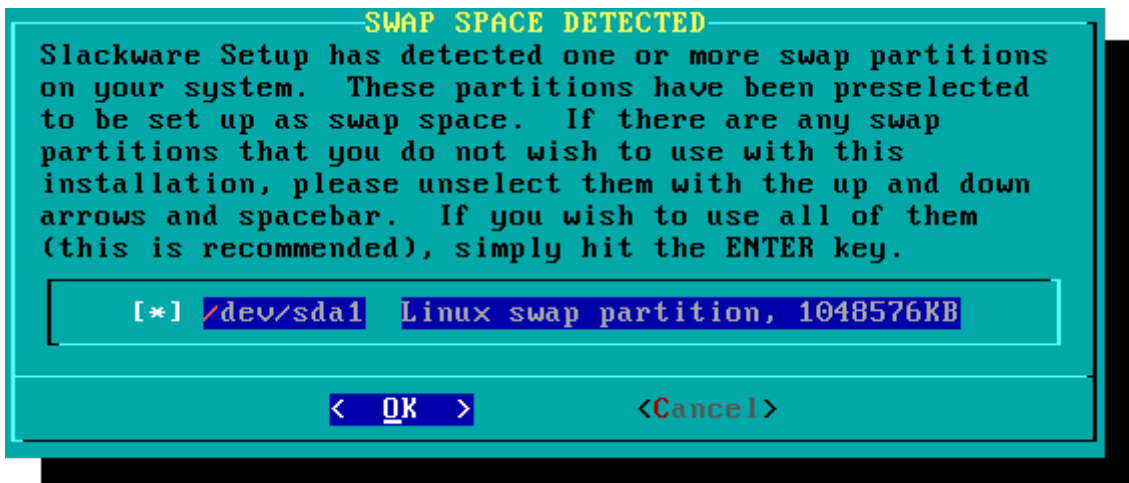 SWAP SPACE DETECTED
Slackware Setup has detected one or more swap partitions
on your system.  These partitions have been preselected
to be set up as swap space.  If there are any swap
partitions that you do not wish to use with this
installation, please unselect them with the up and down
arrows and spacebar.  If you wish to use all of them
(this is recommended), simply hit the ENTER key.
[*] /dev/sda1  Linux swap partition, 1048576KB
<  OK  > <Cancel>